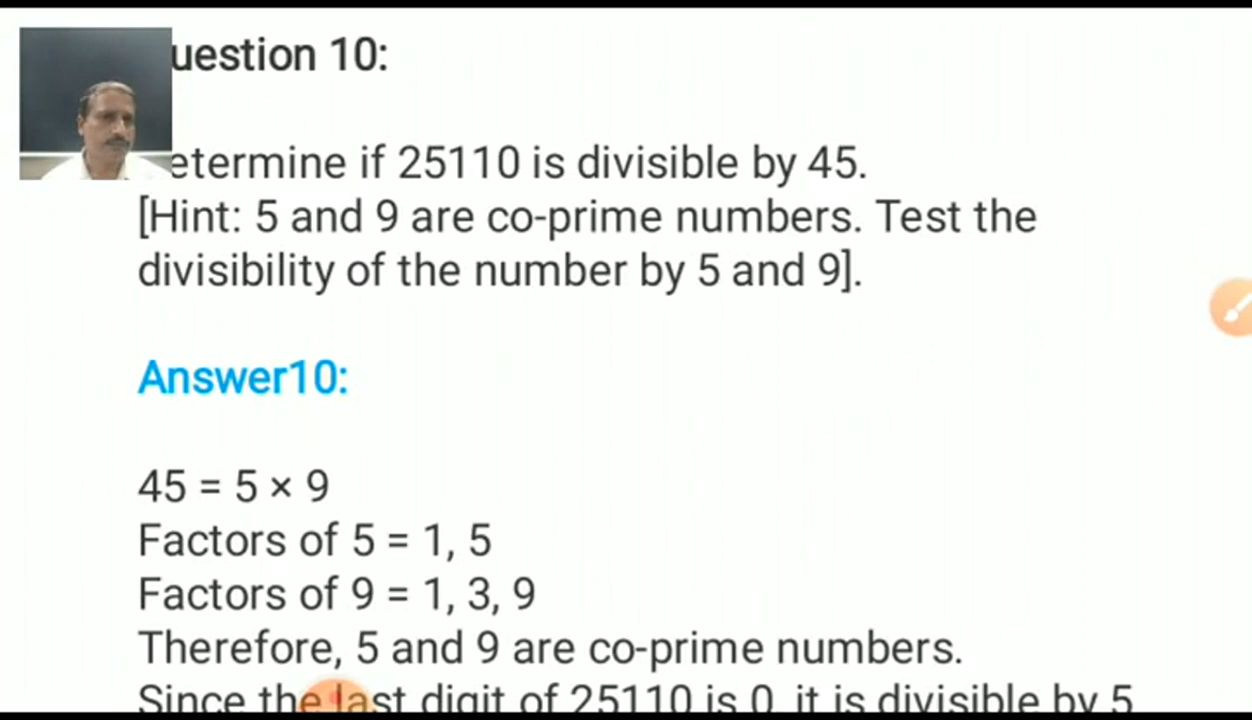 uestion 10:
etermine if 25110 is divisible by 45.
[Hint: 5 and 9 are co-prime numbers. Test the
divisibility of the number by 5 and 9].
Answer10:
45 = 5 × 9
Factors of 5 = 1, 5
Factors of 9 = 1, 3, 9
Therefore, 5 and 9 are co-prime numbers.
Since the last digit of 25110 is 0, it is divisible by 5